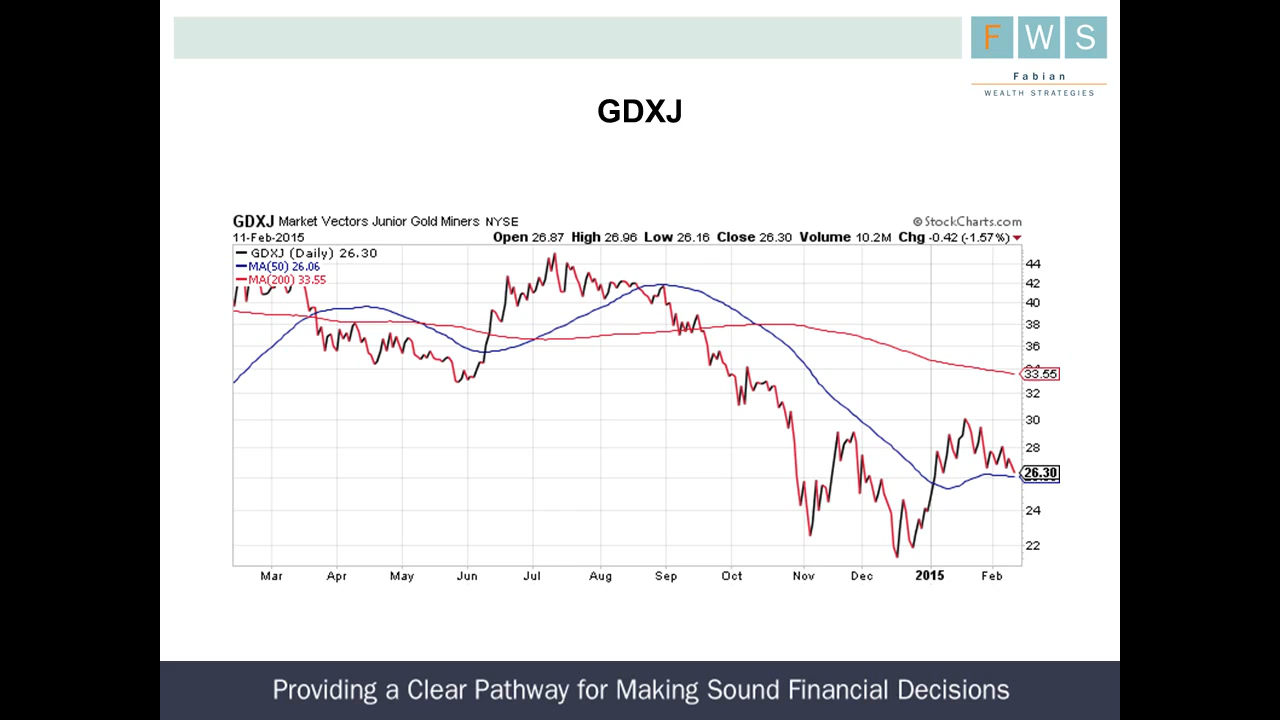 F W S
Fabian
WEALTH STRATEGIES
GDXJ
GDXJ Market Vectors Junior Gold Miners NYSE
© StockCharts.com
11-Feb-2015 Open 26.87 High 26.96 Low 26.16 Close 26.30 Volume 10.2M Chg -0.42 (-1.57%)
GDXJ (Daily) 26.30
MA(50) 26.06
MA(200) 33.55
44
42
40
38
36
33.55
32
30
28
26.30
24
22
Mar Apr May Jun Jul Aug Sep Oct Nov Dec 2015 Feb
Providing a Clear Pathway for Making Sound Financial Decisions